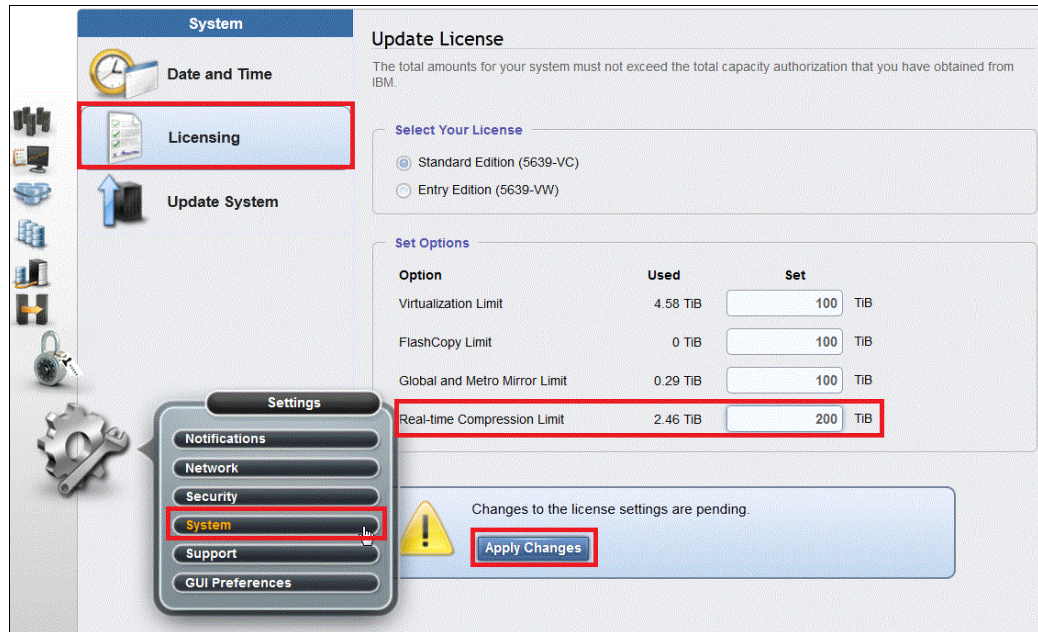 System
Date and Time
Licensing
Update System
Update License
The total amounts for your system must not exceed the total capacity authorization that you have obtained from
IBM.
Select Your License
Standard Edition (5639-VC)
Entry Edition (5639-VW)
Set Options
Option Used Set
Virtualization Limit 4.58 TiB 100 TiB
FlashCopy Limit 0 TiB 100 TiB
Global and Metro Mirror Limit 0.29 TiB 100 TiB
Real-time Compression Limit 2.46 TiB 200 TiB
Settings
Notifications
Network
Security
System
Support
GUI Preferences
Changes to the license settings are pending.
Apply Changes